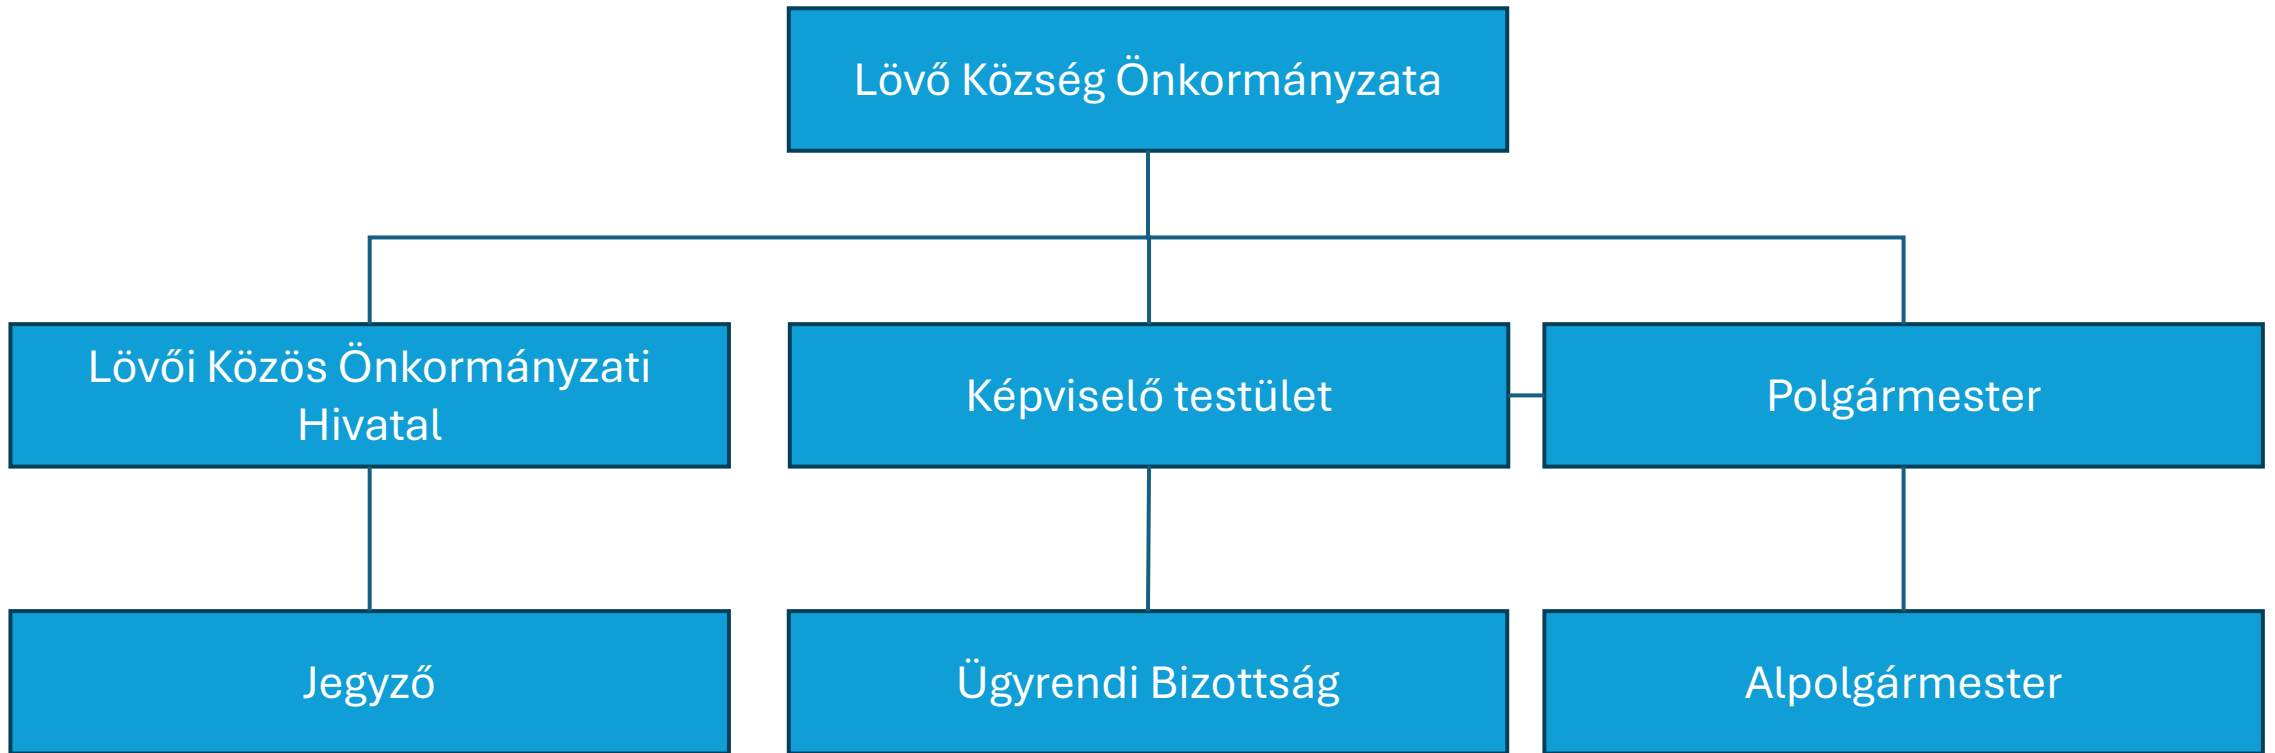 Lövő Község Önkormányzata
Lövői Közös Önkormányzati
Hivatal
Képviselő testület
Polgármester
Jegyző
Ügyrendi Bizottság
Alpolgármester